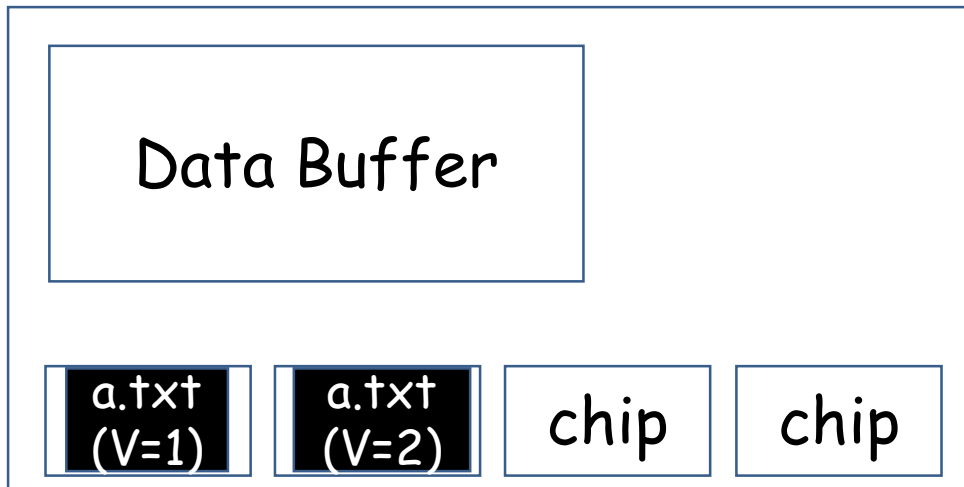 Data Buffer
a.txt
(V=1)
a.txt
(V=2)
chip
chip